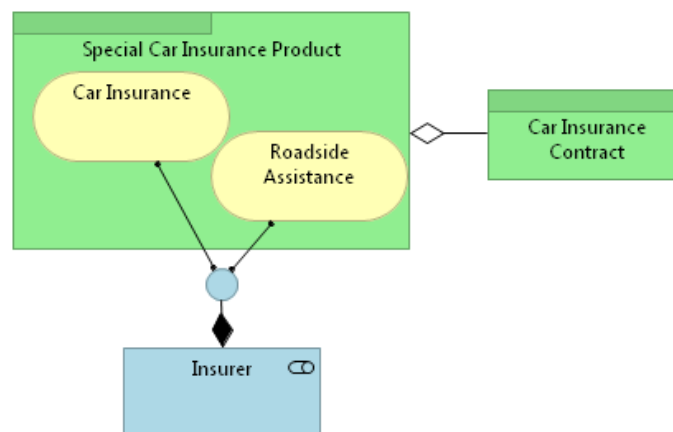 Special Car Insurance Product
Car Insurance
Roadside
Assistance
Car Insurance
Contract
Insurer